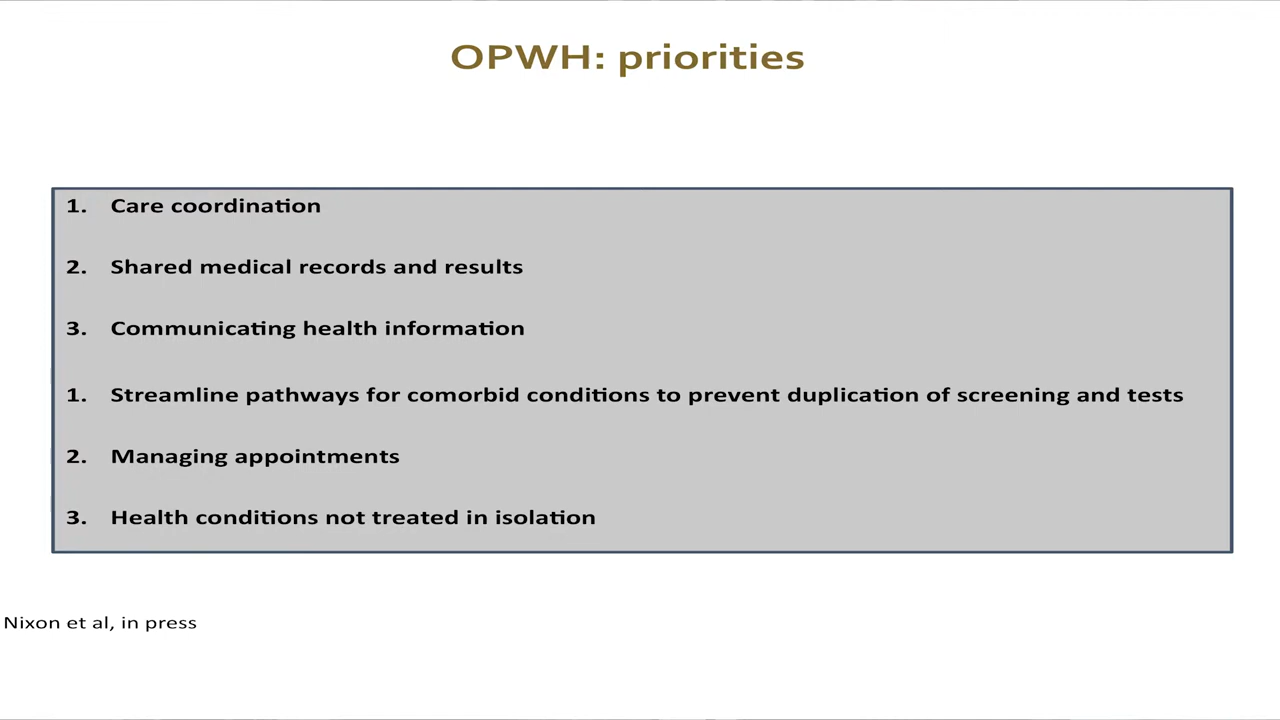 OPWH: priorities
1. Care coordination
2. Shared medical records and results
3. Communicating health information
1. Streamline pathways for comorbid conditions to prevent duplication of screening and tests
2. Managing appointments
3. Health conditions not treated in isolation
Nixon et al, in press